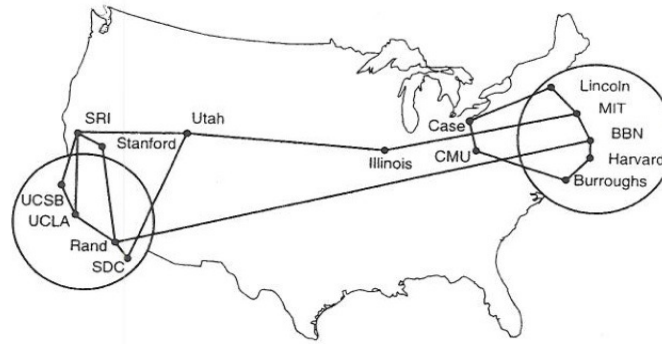 Lincoln
MIT
SRI
Utah
Case
BBN
Stanford
Illinois
CMU
Harvard
Burroughs
UCSB
UCLA
Rand
SDC